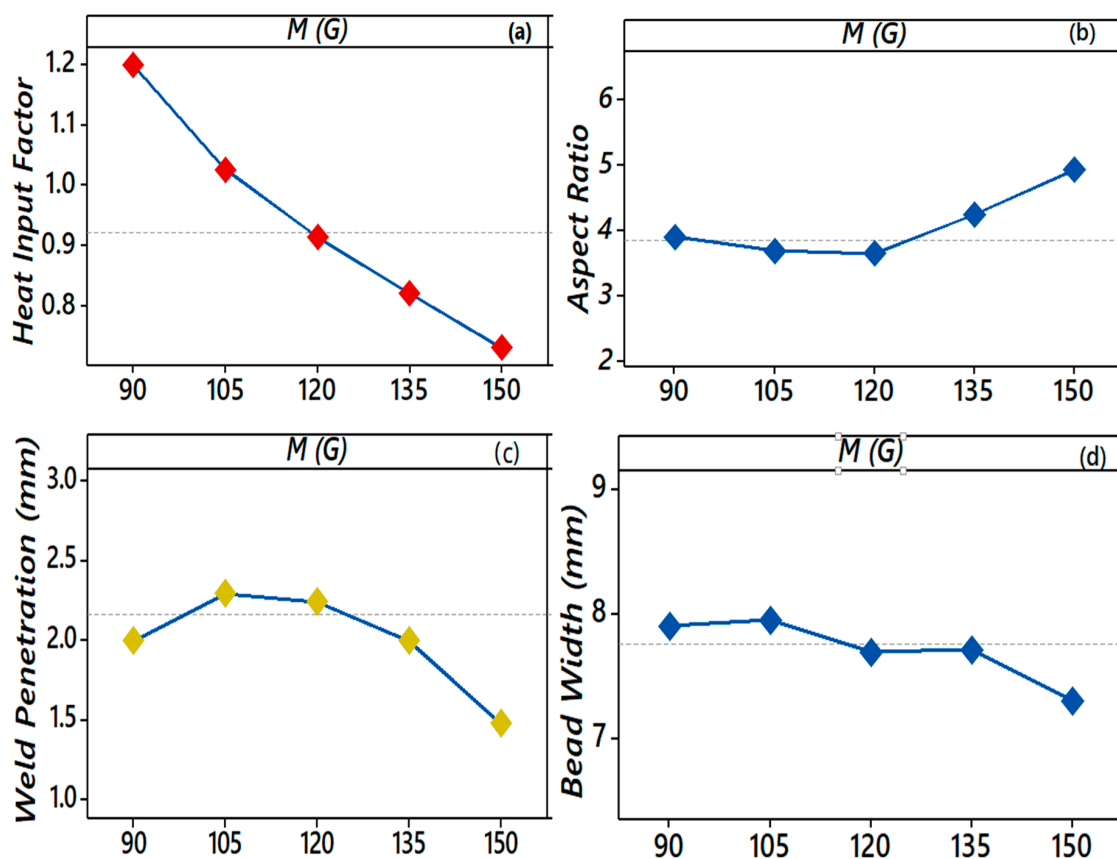 M (G) (a)
Heat Input Factor
1.2
1.1
1.0
0.9
0.8
90 105 120 135 150
M (G) (b)
Aspect Ratio
6
5
4
3
2
90 105 120 135 150
M (G) (c)
Weld Penetration (mm)
3.0
2.5
2.0
1.5
1.0
90 105 120 135 150
M (G) (d)
Bead Width (mm)
9
8
7
90 105 120 135 150